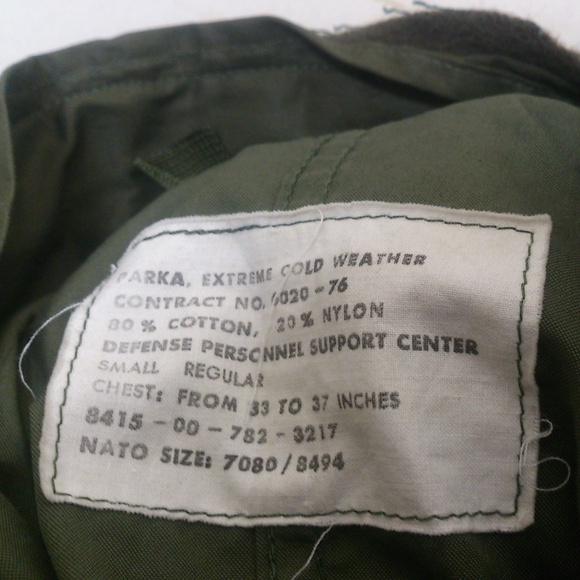 PARKA, EXTREME COLD WEATHER
CONTRACT NO. 0020-76
80 % COTTON, 20 % NYLON
DEFENSE PERSONNEL SUPPORT CENTER
SMALL REGULAR
CHEST: FROM 33 TO 37 INCHES
8415-00-782-3217
NATO SIZE: 7080/8494